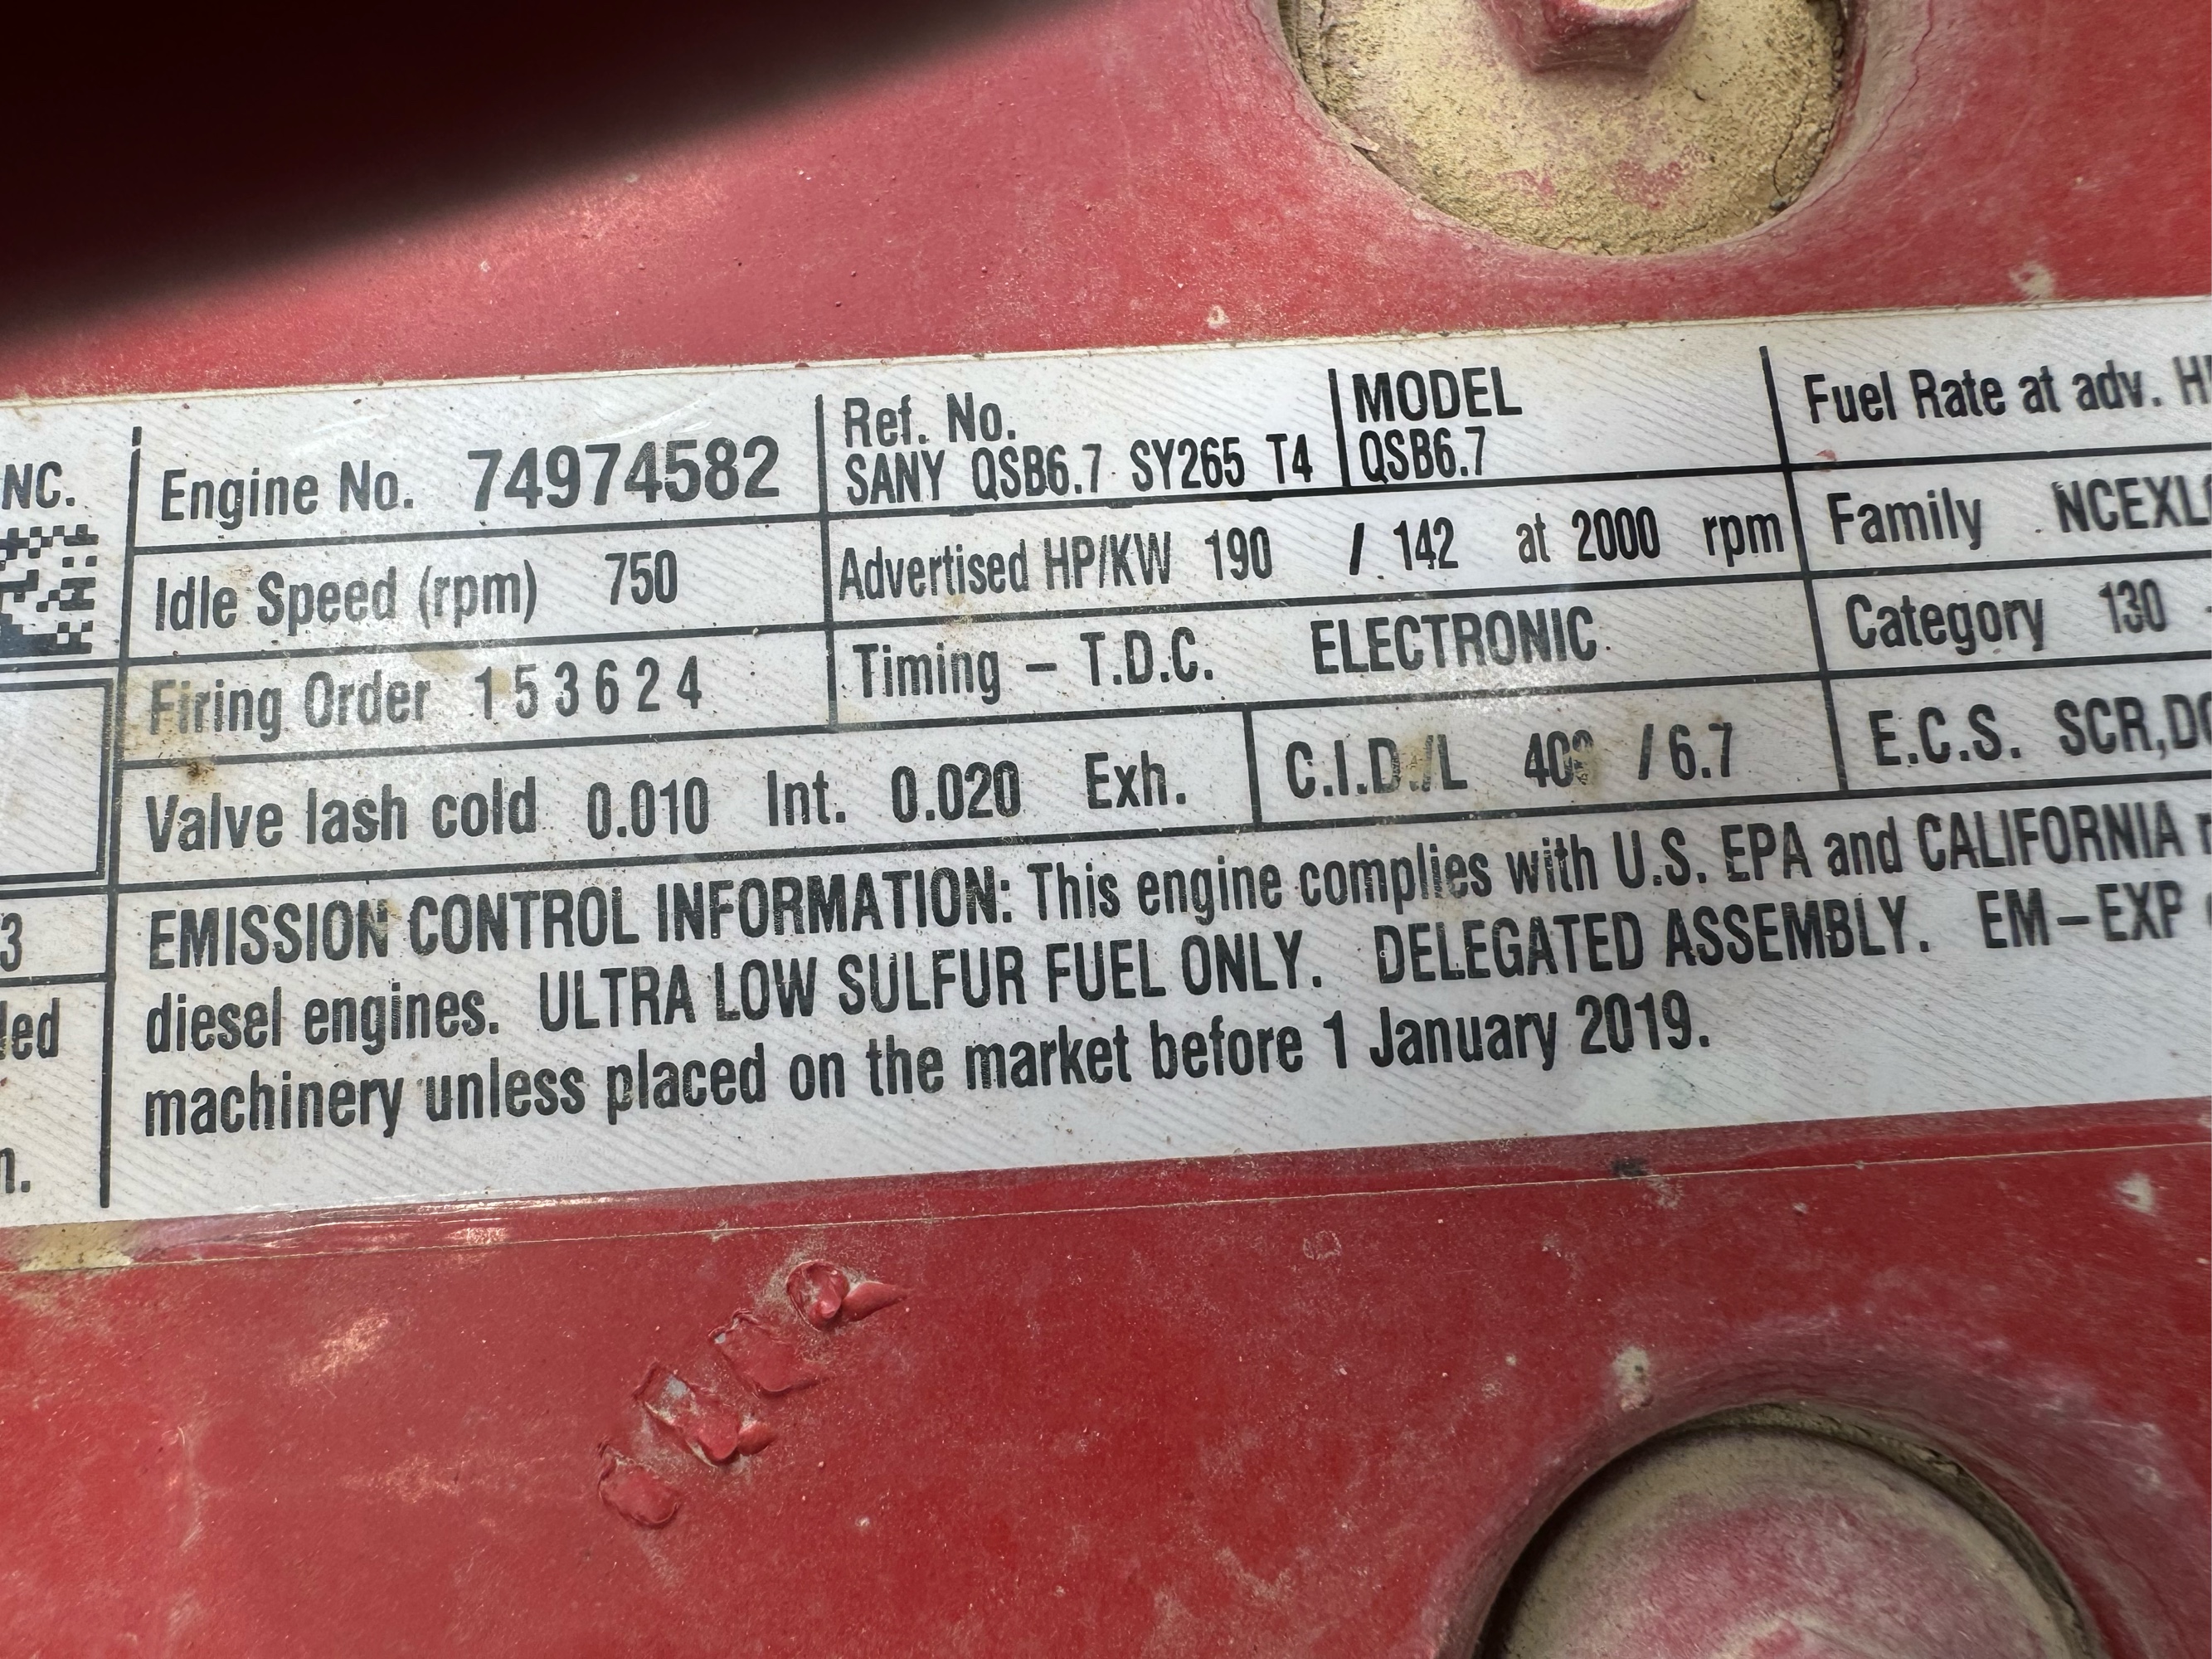 NC.
Engine No. 74974582
Ref. No.
SANY QSB6.7 SY265 T4
MODEL
QSB6.7
Fuel Rate at adv.
Idle Speed (rpm) 750
Advertised HP/KW 190 / 142 at 2000 rpm
Family
Firing Order 1 5 3 6 2 4
Timing – T.D.C. ELECTRONIC
Category 130
Valve lash cold 0.010 Int. 0.020 Exh.
C.I.D./L / 6.7
E.C.S. SCR,
3
led
EMISSION CONTROL INFORMATION: This engine complies with U.S. EPA and CALIFORNIA
diesel engines. ULTRA LOW SULFUR FUEL ONLY. DELEGATED ASSEMBLY. EM–EXP
machinery unless placed on the market before 1 January 2019.